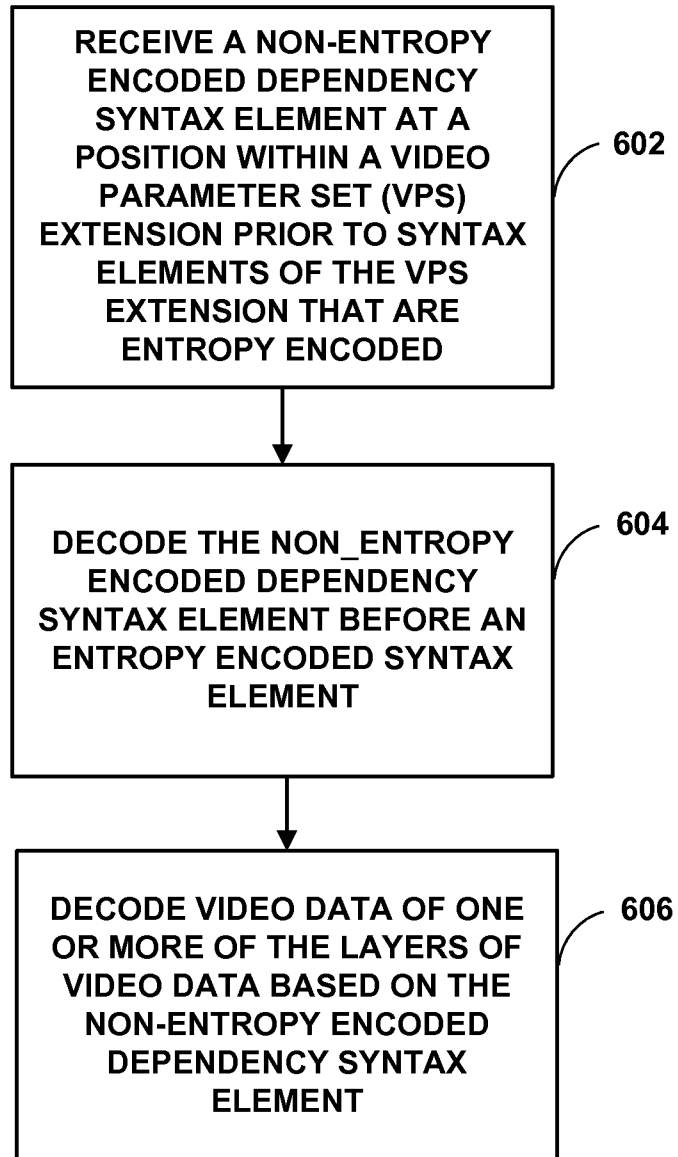 RECEIVE A NON-ENTROPY
ENCODED DEPENDENCY
SYNTAX ELEMENT AT A
POSITION WITHIN A VIDEO
PARAMETER SET (VPS)
EXTENSION PRIOR TO SYNTAX
ELEMENTS OF THE VPS
EXTENSION THAT ARE
ENTROPY ENCODED
602
DECODE THE NON_ENTROPY
ENCODED DEPENDENCY
SYNTAX ELEMENT BEFORE AN
ENTROPY ENCODED SYNTAX
ELEMENT
604
DECODE VIDEO DATA OF ONE
OR MORE OF THE LAYERS OF
VIDEO DATA BASED ON THE
NON-ENTROPY ENCODED
DEPENDENCY SYNTAX
ELEMENT
606